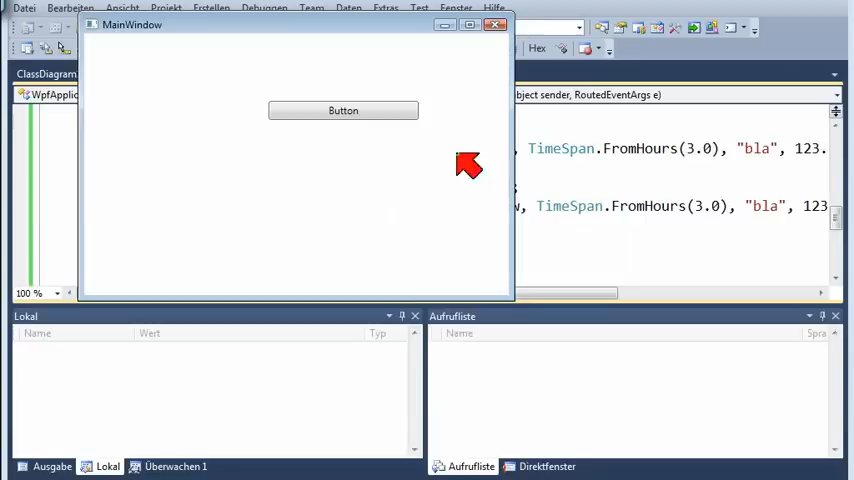 Datei Bearbeiten Ansicht Projekt Erstellen Debuggen Daten Extras Test Fenster Hilfe
MainWindow
Hex
ClassDiagram
WpfApplic
bject sender, RoutedEventArgs e)
Button
, TimeSpan.FromHours(3.0), "bla", 123.
w, TimeSpan.FromHours(3.0), "bla", 123
100 %
Lokal
Aufrufliste
Name Wert Typ
Name Spra
Ausgabe Lokal Überwachen 1
Aufrufliste Direktfenster